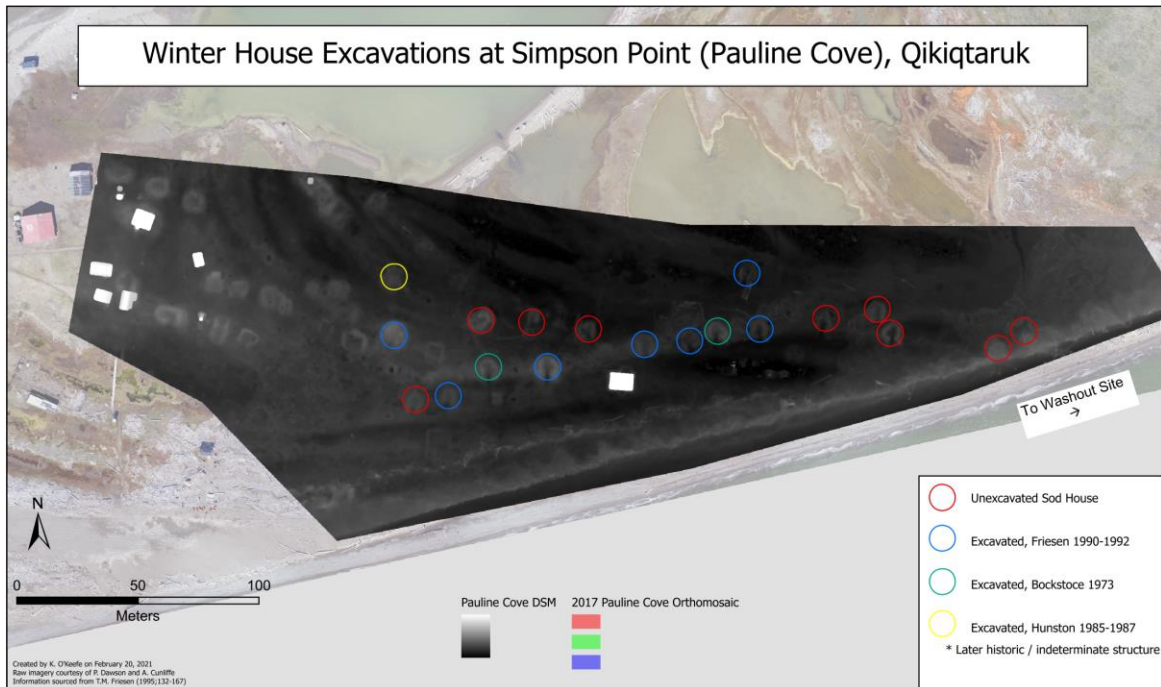 Winter House Excavations at Simpson Point (Pauline Cove), Qikiqtaruk
To Washout Site
→
N
0 50 100
Meters
Pauline Cove DSM
2017 Pauline Cove Orthomosaic
Unexcavated Sod House
Excavated, Friesen 1990-1992
Excavated, Bockstoce 1973
Excavated, Hunston 1985-1987
* Later historic / indeterminate structure
Created by K. O'Keefe on February 20, 2021
Raw imagery courtesy of P. Dawson and A. Cunliffe
Information sourced from T.M. Friesen (1995;132-167)